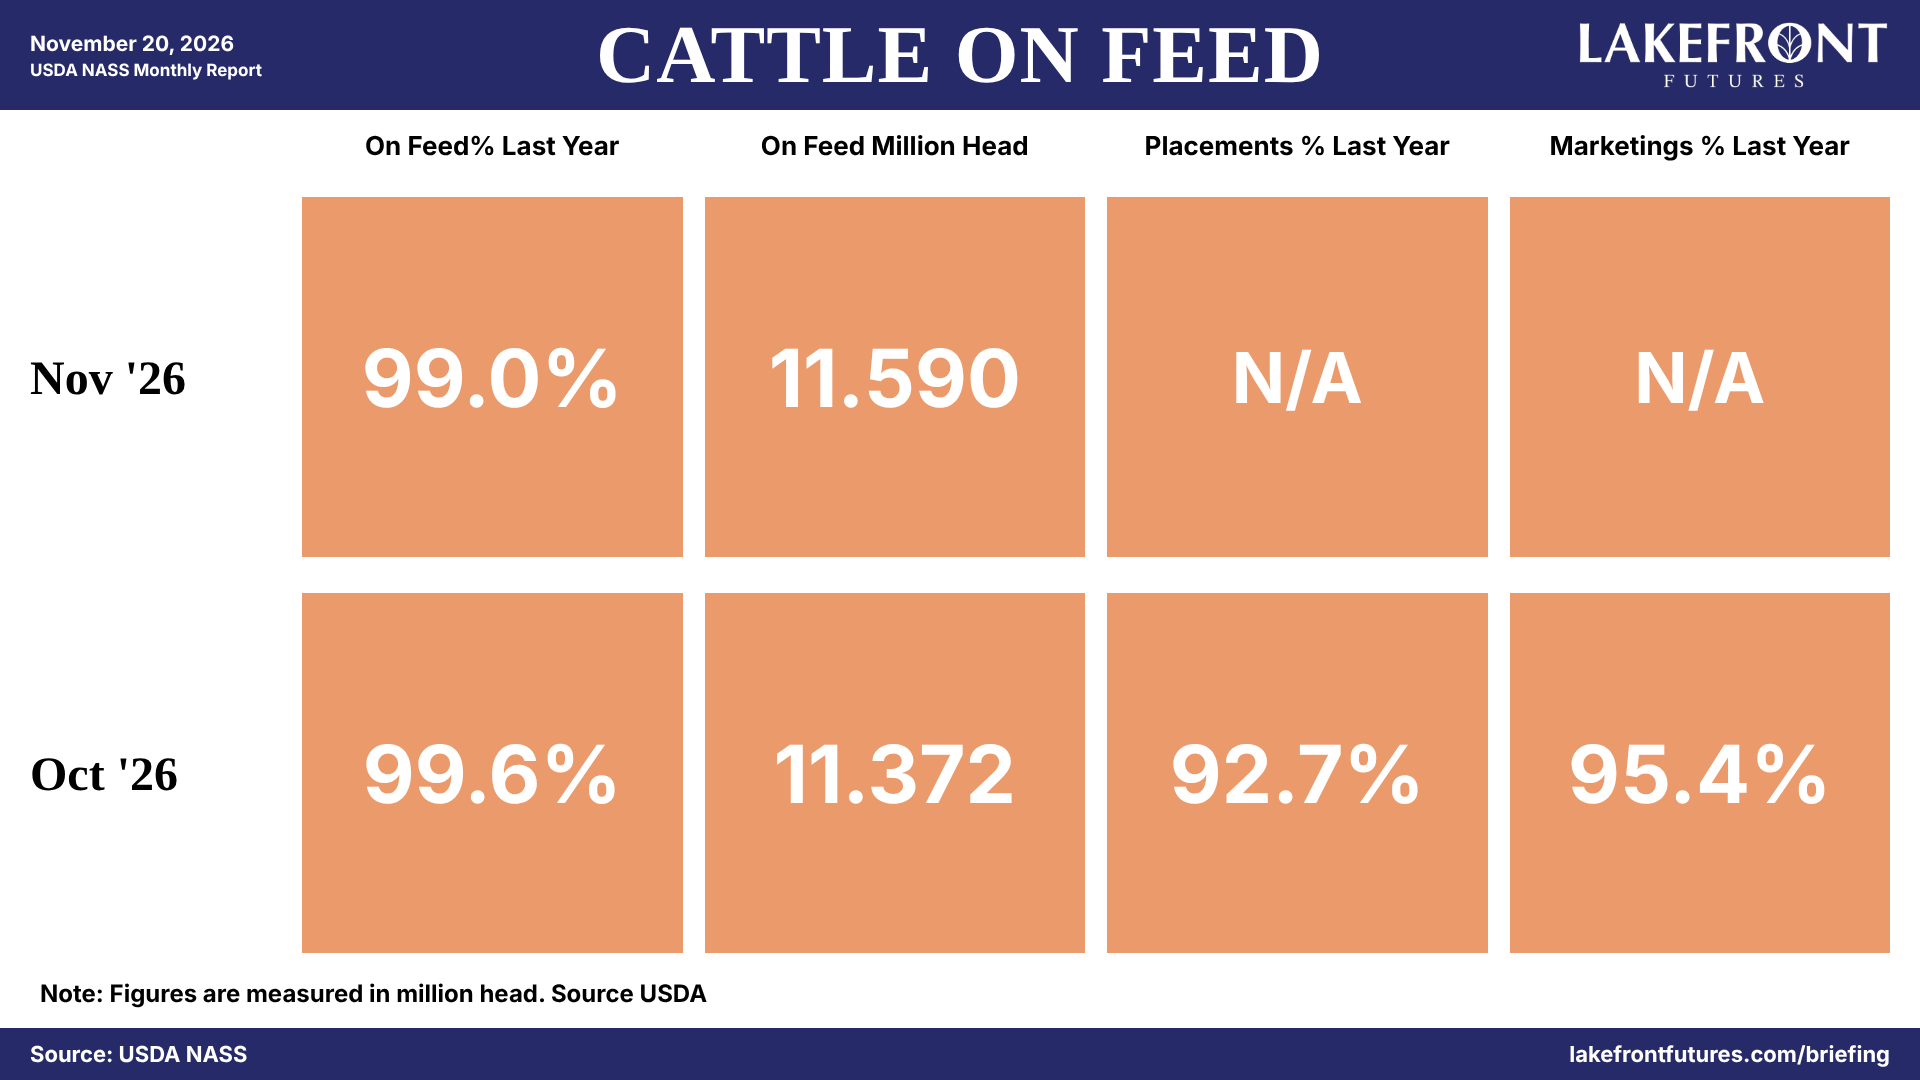 November 20, 2026
USDA NASS Monthly Report
CATTLE ON FEED
LAKEFRONT
FUTURES
On Feed% Last Year
On Feed Million Head
Placements % Last Year
Marketings % Last Year
Nov '26
99.0%
11.590
N/A
N/A
Oct '26
99.6%
11.372
92.7%
95.4%
Note: Figures are measured in million head. Source USDA
Source: USDA NASS
lakefrontfutures.com/briefing